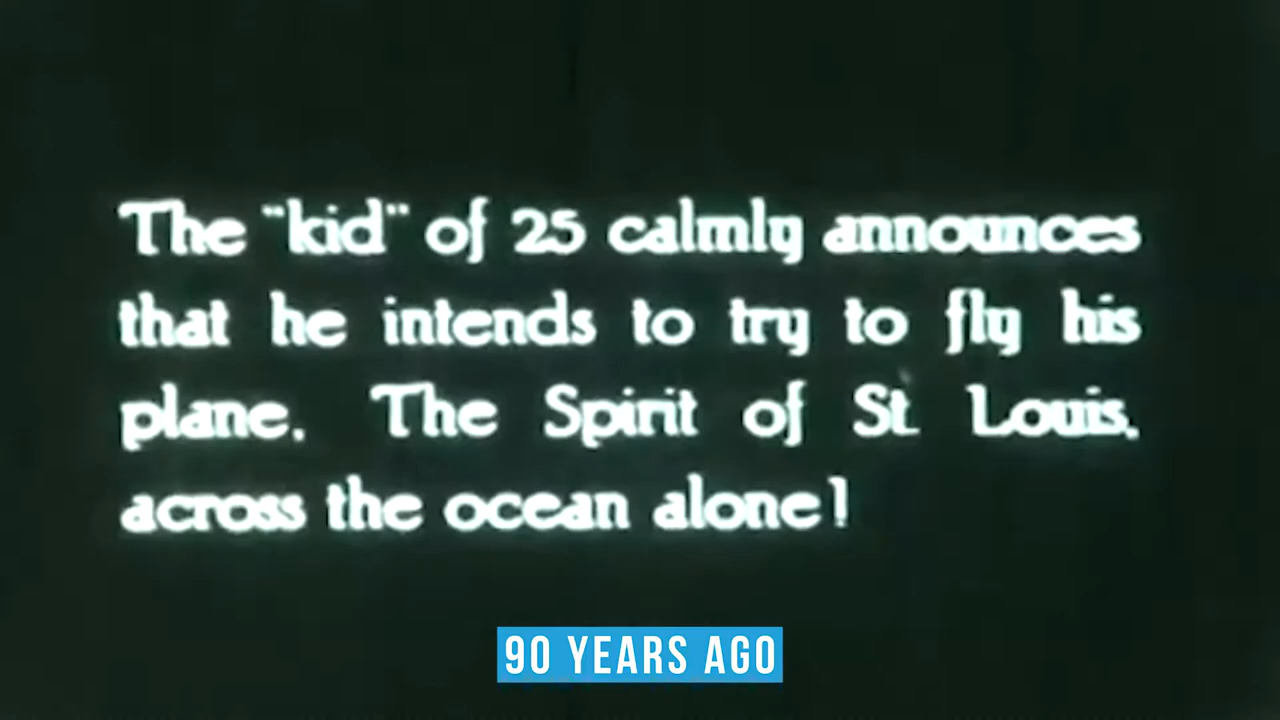 The "kid" of 25 calmly announces
that he intends to try to fly his
plane, The Spirit of St. Louis,
across the ocean alone!
90 YEARS AGO